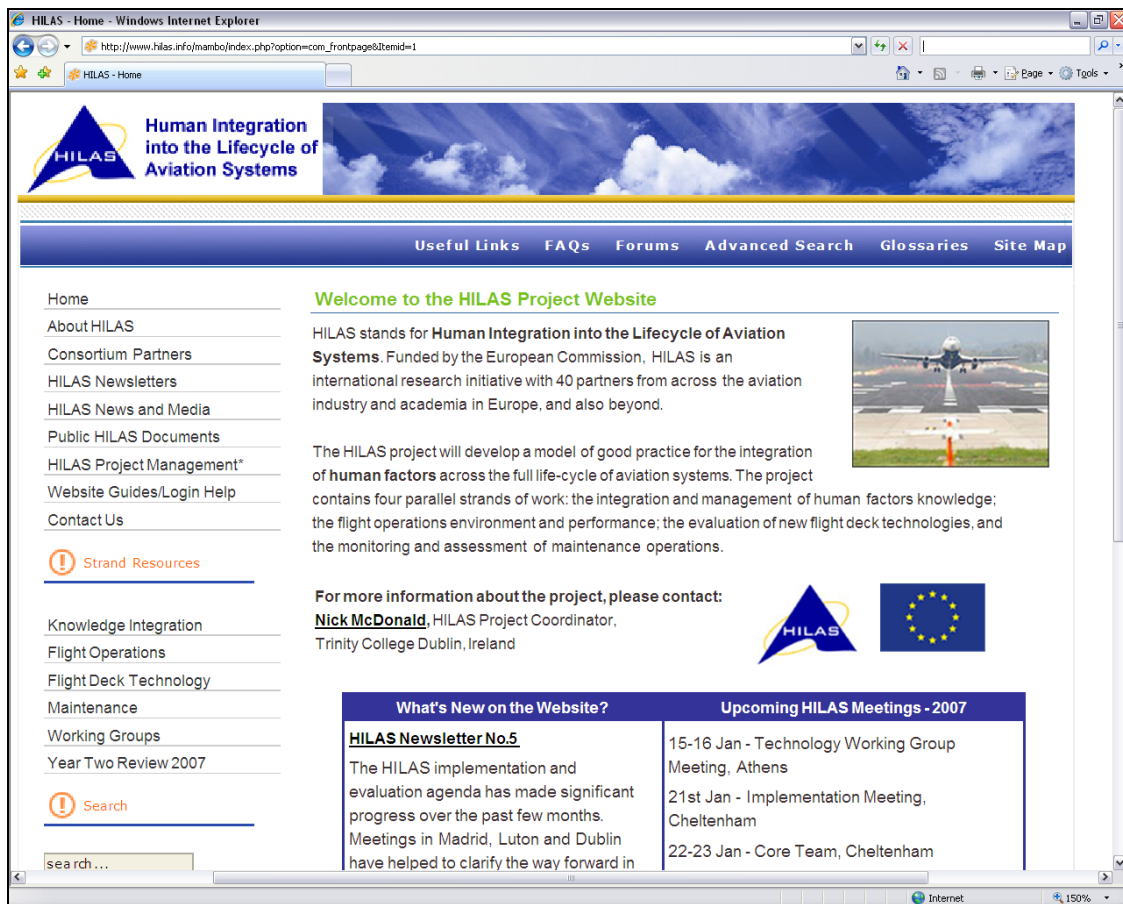 HILAS - Home - Windows Internet Explorer
http://www.hilas.info/mambo/index.php?option=com_frontpage&Itemid=1
HILAS - Home
Page
Tools
HILAS
Human Integration
into the Lifecycle of
Aviation Systems
Useful Links FAQs Forums Advanced Search Glossaries Site Map
Home
About HILAS
Consortium Partners
HILAS Newsletters
HILAS News and Media
Public HILAS Documents
HILAS Project Management*
Website Guides/Login Help
Contact Us
Strand Resources
Knowledge Integration
Flight Operations
Flight Deck Technology
Maintenance
Working Groups
Year Two Review 2007
Search
search...
Welcome to the HILAS Project Website
HILAS stands for Human Integration into the Lifecycle of Aviation
Systems. Funded by the European Commission, HILAS is an
international research initiative with 40 partners from across the aviation
industry and academia in Europe, and also beyond.
The HILAS project will develop a model of good practice for the integration
of human factors across the full life-cycle of aviation systems. The project
contains four parallel strands of work: the integration and management of human factors knowledge;
the flight operations environment and performance; the evaluation of new flight deck technologies, and
the monitoring and assessment of maintenance operations.
For more information about the project, please contact:
Nick McDonald, HILAS Project Coordinator,
Trinity College Dublin, Ireland
HILAS
What's New on the Website?
HILAS Newsletter No.5
The HILAS implementation and
evaluation agenda has made significant
progress over the past few months.
Meetings in Madrid, Luton and Dublin
have helped to clarify the way forward in
Upcoming HILAS Meetings - 2007
15-16 Jan - Technology Working Group
Meeting, Athens
21st Jan - Implementation Meeting,
Cheltenham
22-23 Jan - Core Team, Cheltenham
Internet
150%